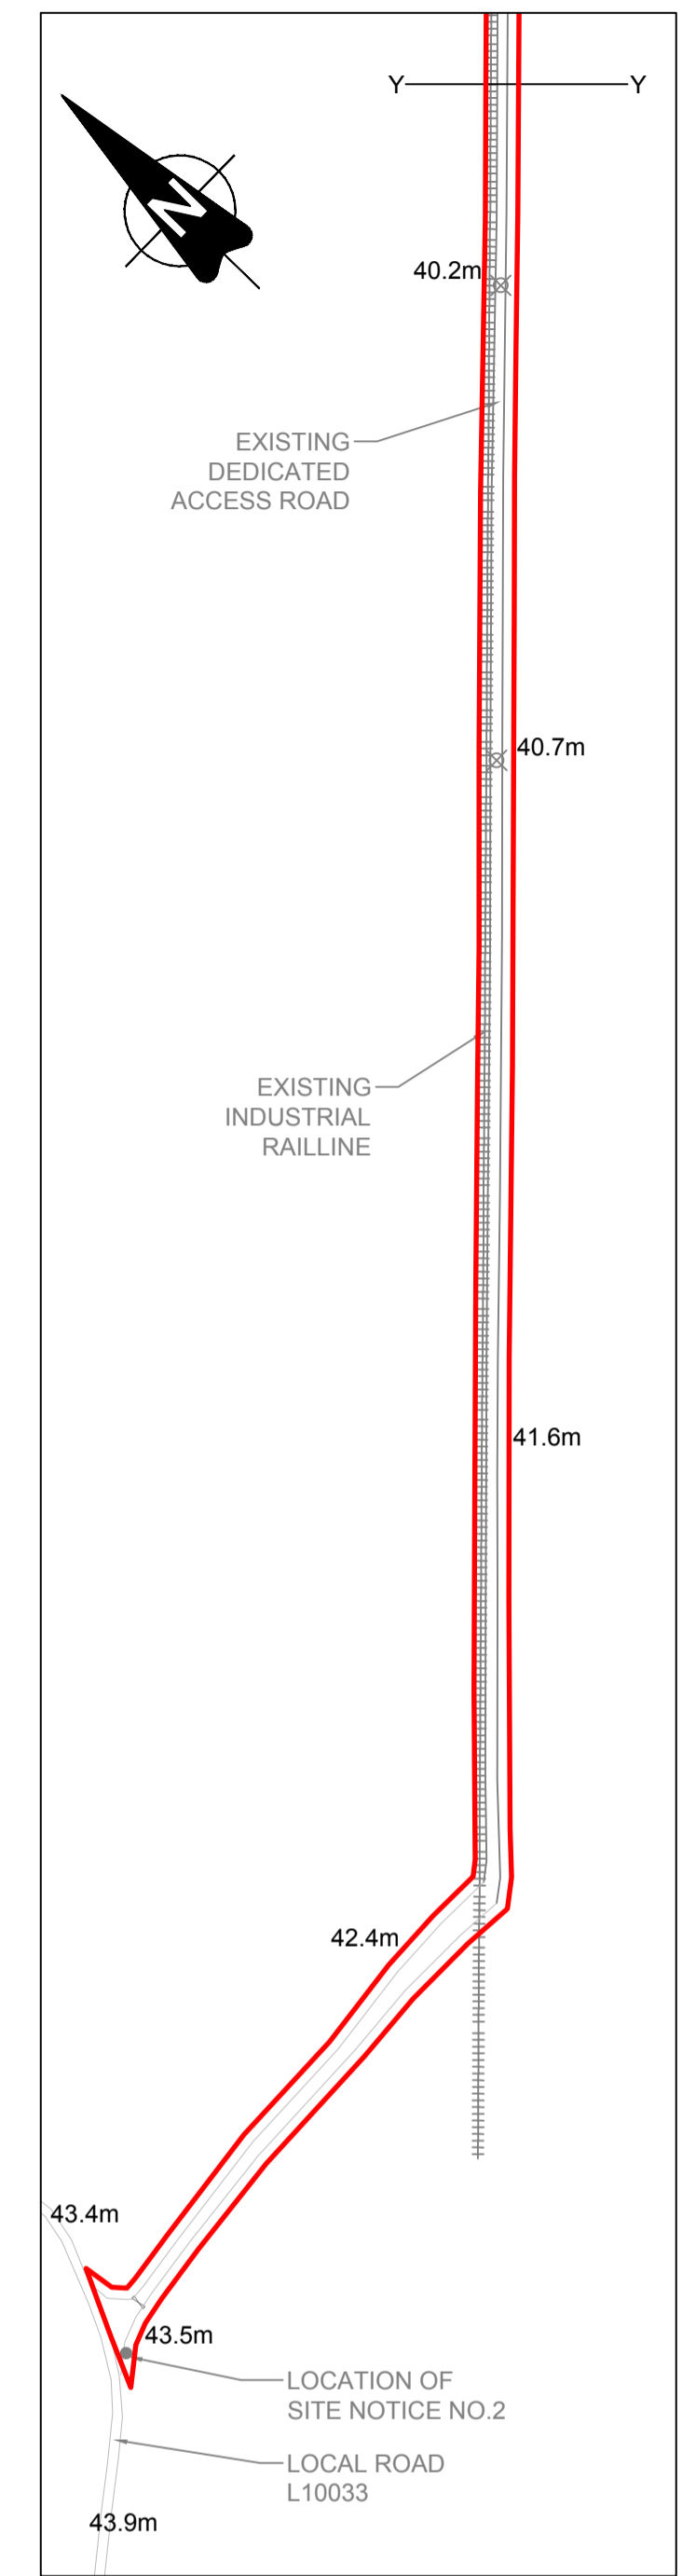 Y Y
N
40.2m
EXISTING
DEDICATED
ACCESS ROAD
40.7m
EXISTING
INDUSTRIAL
RAILLINE
41.6m
42.4m
43.4m
43.5m
LOCATION OF
SITE NOTICE NO.2
LOCAL ROAD
L10033
43.9m